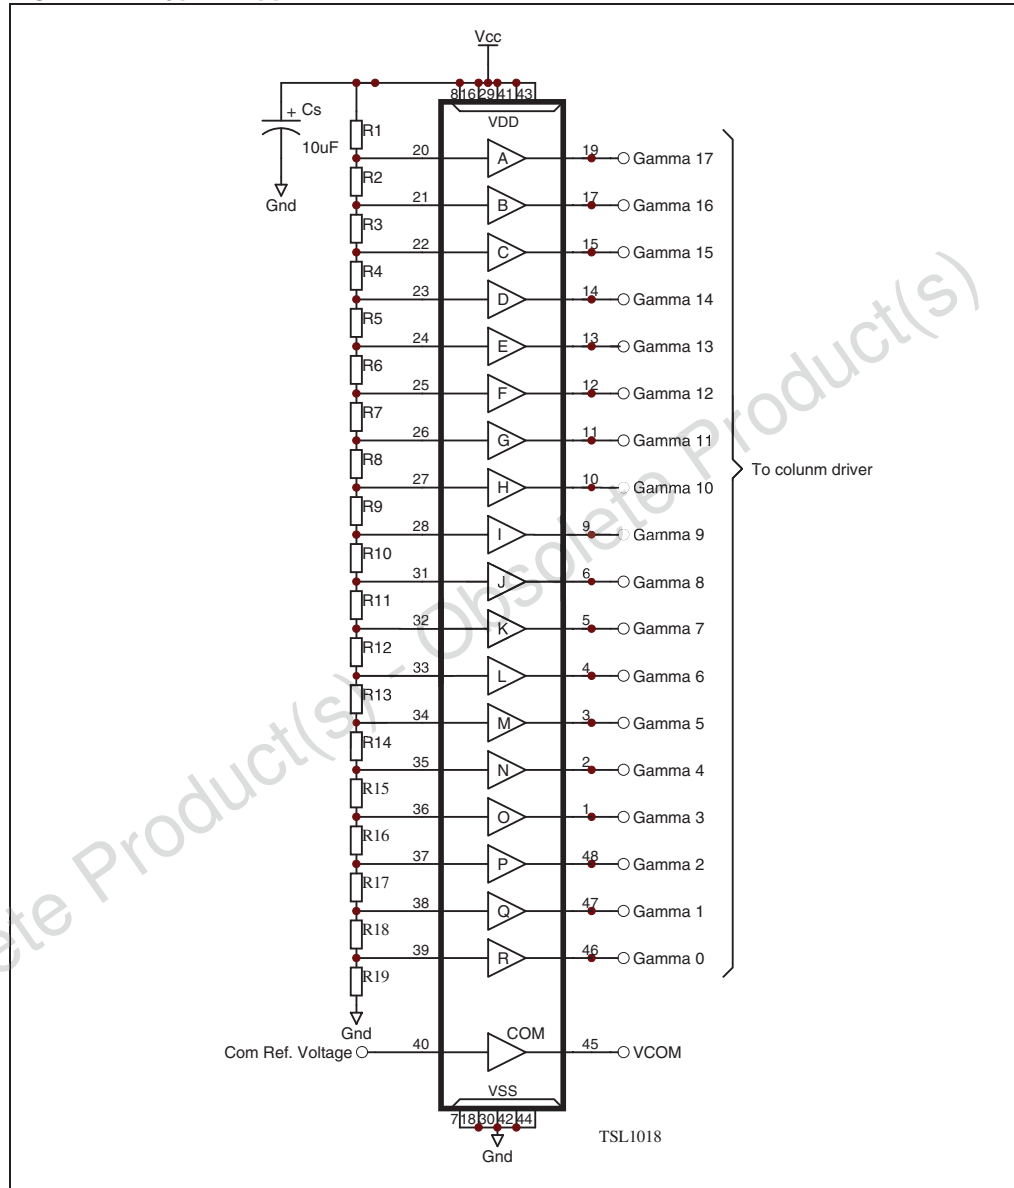 Vcc
8 16 29 41 43
VDD
+ Cs
10uF
Gnd
R1
20 A 19 Gamma 17
R2
21 B 17 Gamma 16
R3
22 C 15 Gamma 15
R4
23 D 14 Gamma 14
R5
24 E 13 Gamma 13
R6
25 F 12 Gamma 12
R7
26 G 11 Gamma 11
R8
To colunm driver
27 H 10 Gamma 10
R9
28 I 9 Gamma 9
R10
31 J 6 Gamma 8
R11
32 K 5 Gamma 7
R12
33 L 4 Gamma 6
R13
34 M 3 Gamma 5
R14
35 N 2 Gamma 4
R15
36 O 1 Gamma 3
R16
37 P 48 Gamma 2
R17
38 Q 47 Gamma 1
R18
39 R 46 Gamma 0
R19
Gnd
COM
Com Ref. Voltage 40 45 VCOM
VSS
7 18 30 42 44
TSL1018
Gnd
ete Product(s) - Obsolete Product(s)